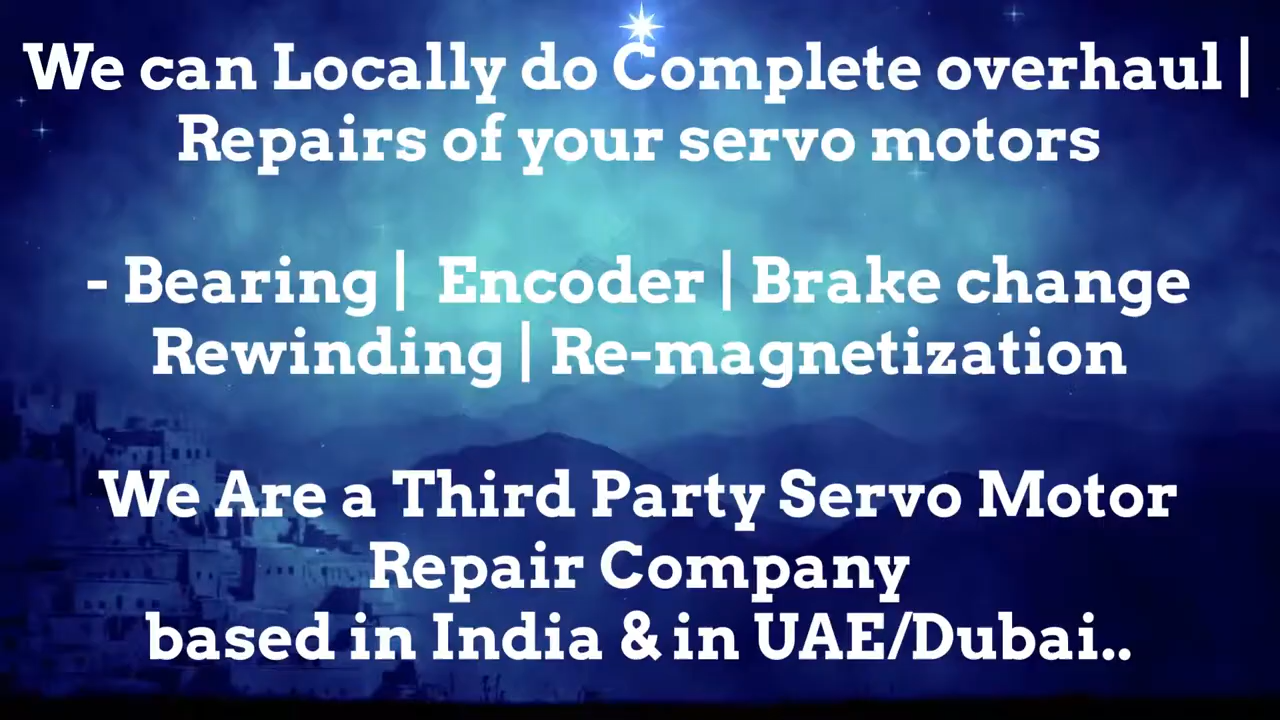 We can Locally do Complete overhaul |
Repairs of your servo motors
- Bearing |  Encoder | Brake change
Rewinding | Re-magnetization
We Are a Third Party Servo Motor
Repair Company
based in India & in UAE/Dubai..